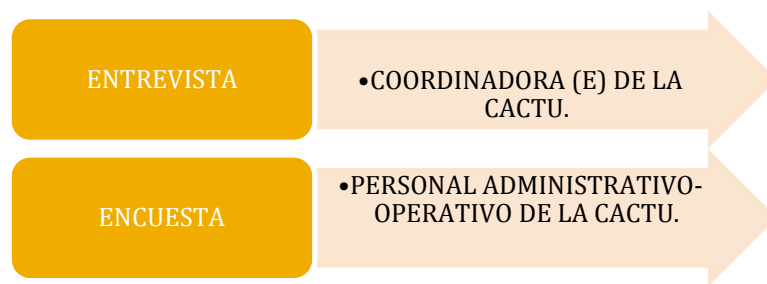 ENTREVISTA
•COORDINADORA (E) DE LA
CACTU.
ENCUESTA
•PERSONAL ADMINISTRATIVO-
OPERATIVO DE LA CACTU.